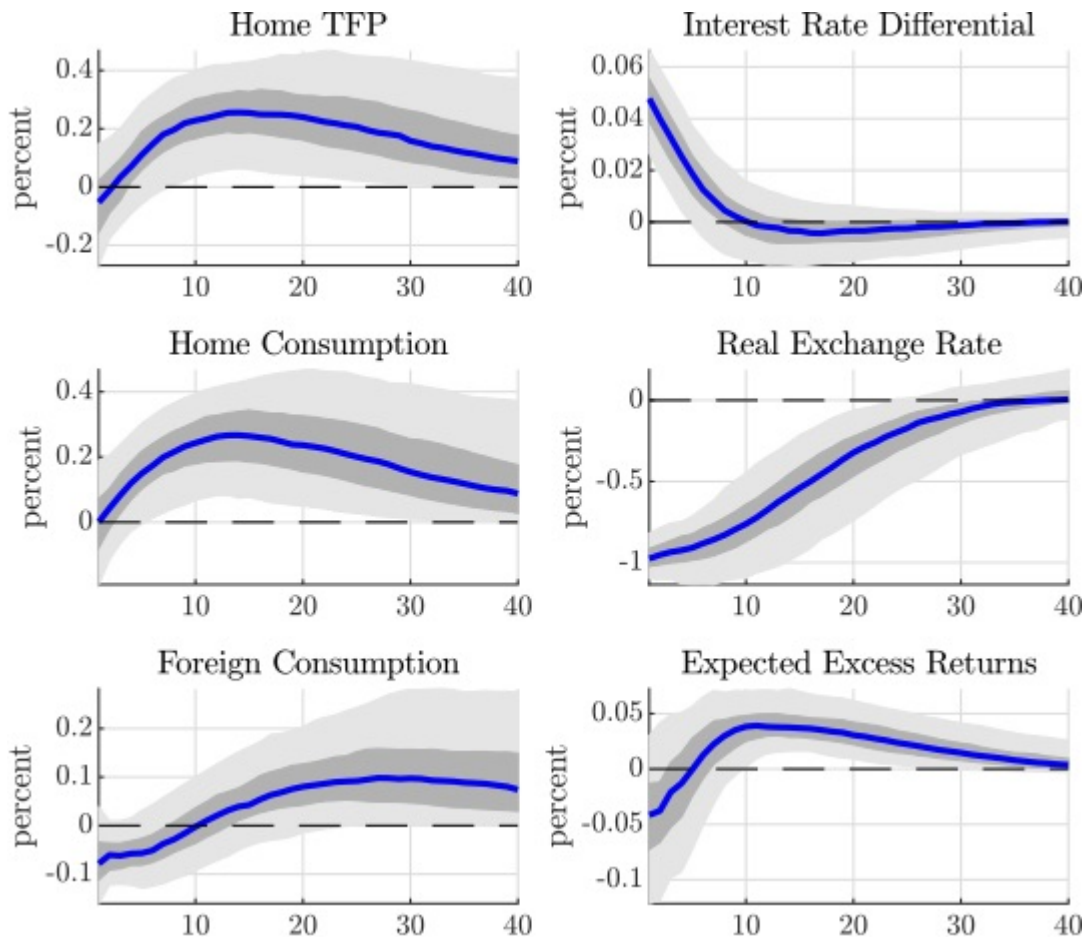 Home TFP
percent
0.4
0.2
0
-0.2
10 20 30 40
Interest Rate Differential
percent
0.06
0.04
0.02
0
10 20 30 40
Home Consumption
percent
0.4
0.2
0
10 20 30 40
Real Exchange Rate
percent
0
-0.5
-1
10 20 30 40
Foreign Consumption
percent
0.2
0.1
0
-0.1
10 20 30 40
Expected Excess Returns
percent
0.05
0
-0.05
-0.1
10 20 30 40